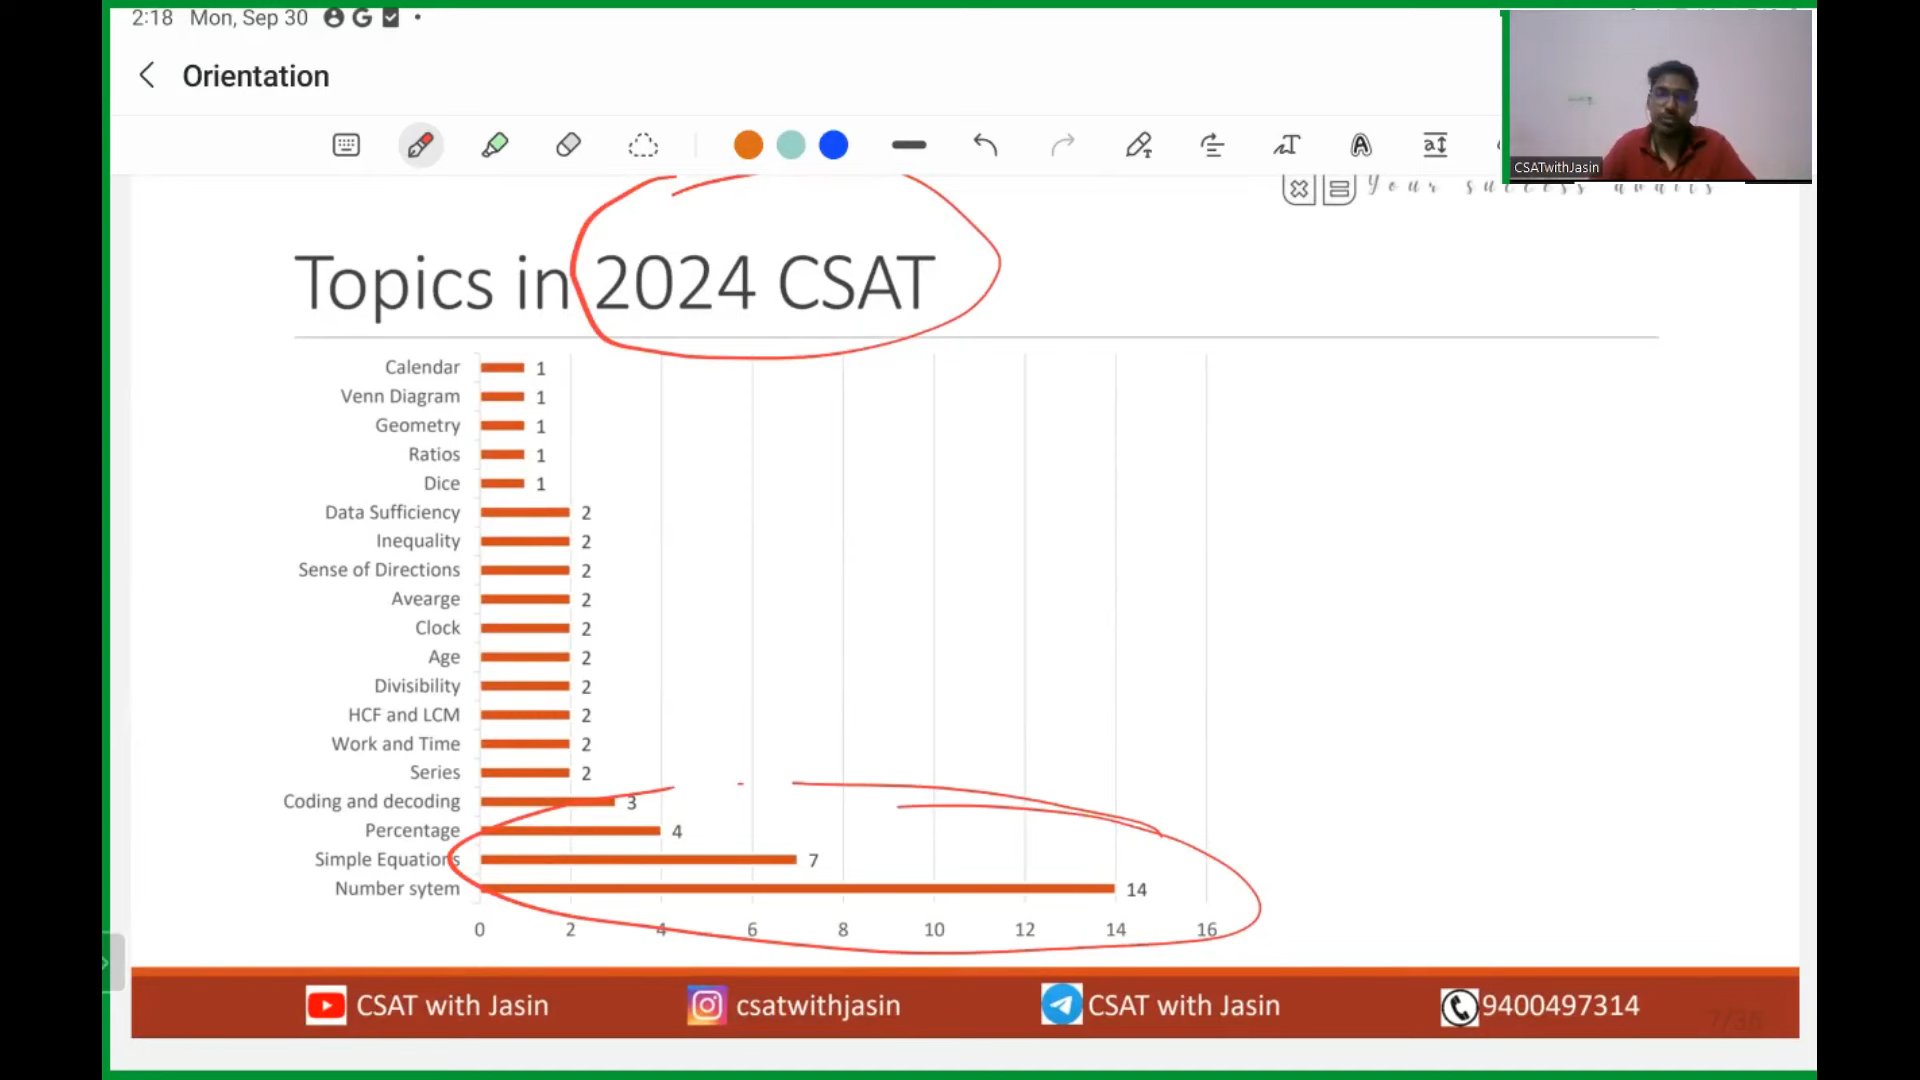 2:18 Mon, Sep 30
Orientation
CSATwithJasin
Your success awaits
Topics in 2024 CSAT
Calendar 1
Venn Diagram 1
Geometry 1
Ratios 1
Dice 1
Data Sufficiency 2
Inequality 2
Sense of Directions 2
Avearge 2
Clock 2
Age 2
Divisibility 2
HCF and LCM 2
Work and Time 2
Series 2
Coding and decoding 3
Percentage 4
Simple Equations 7
Number sytem 14
0 2 4 6 8 10 12 14 16
CSAT with Jasin csatwithjasin CSAT with Jasin 9400497314